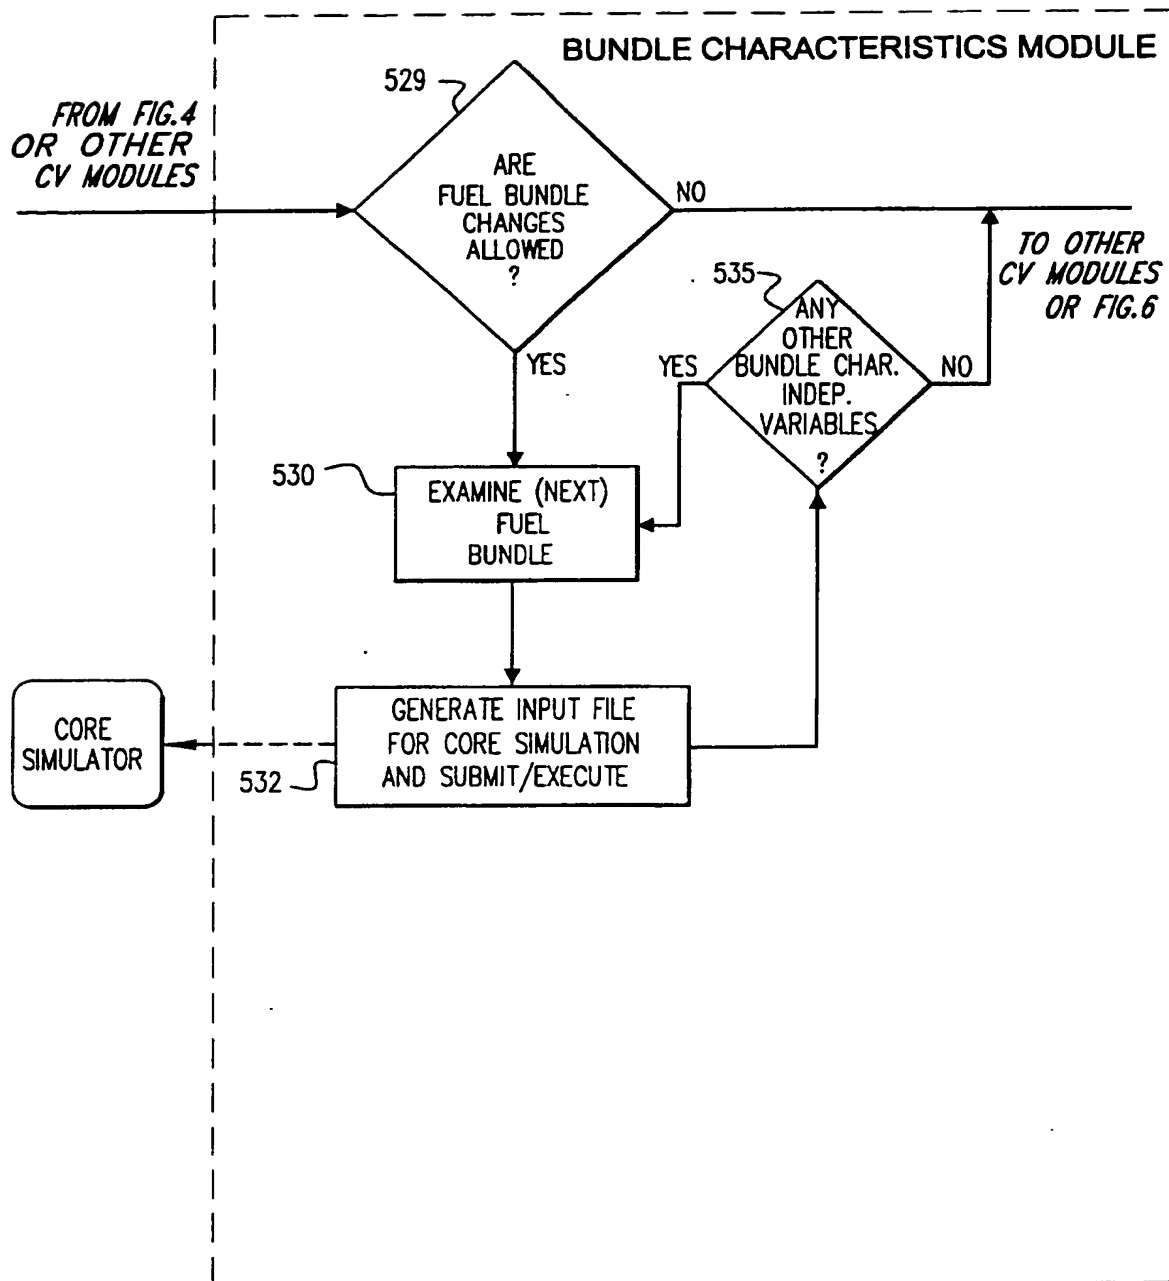 BUNDLE CHARACTERISTICS MODULE
529
FROM FIG.4
OR OTHER
CV MODULES
ARE
FUEL BUNDLE
CHANGES
ALLOWED
?
NO
TO OTHER
CV MODULES
OR FIG.6
535
ANY
OTHER
BUNDLE CHAR.
INDEP.
VARIABLES
?
YES
NO
YES
530
EXAMINE (NEXT)
FUEL
BUNDLE
GENERATE INPUT FILE
FOR CORE SIMULATION
AND SUBMIT/EXECUTE
532
CORE
SIMULATOR